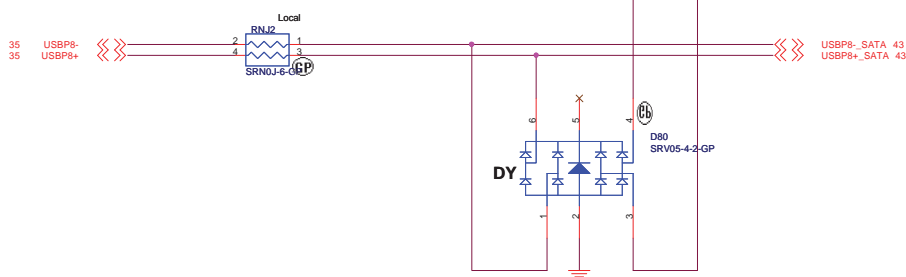 Local
RNJ2
35 USBP8-
2
1
USBP8-_SATA 43
35 USBP8+
4
3
USBP8+_SATA 43
SRN0J-6-GP
GP
6
5
4
D80
SRV05-4-2-GP
DY
1
2
3